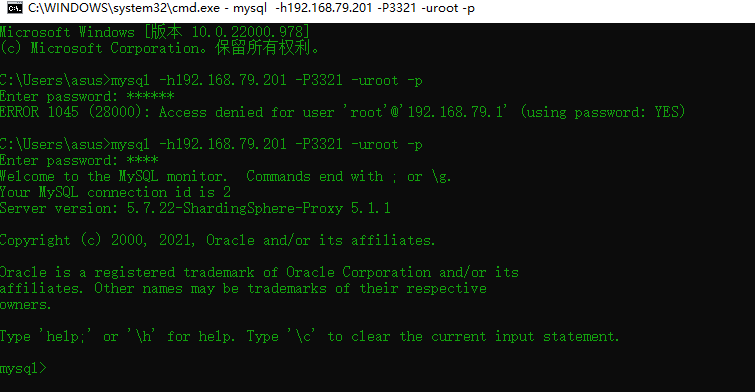 C:\WINDOWS\system32\cmd.exe - mysql  -h192.168.79.201 -P3321 -uroot -p
Microsoft Windows [版本 10.0.22000.978]
(c) Microsoft Corporation。保留所有权利。
C:\Users\asus>mysql -h192.168.79.201 -P3321 -uroot -p
Enter password: ******
ERROR 1045 (28000): Access denied for user 'root'@'192.168.79.1' (using password: YES)
C:\Users\asus>mysql -h192.168.79.201 -P3321 -uroot -p
Enter password: ****
Welcome to the MySQL monitor.  Commands end with ; or \g.
Your MySQL connection id is 2
Server version: 5.7.22-ShardingSphere-Proxy 5.1.1
Copyright (c) 2000, 2021, Oracle and/or its affiliates.
Oracle is a registered trademark of Oracle Corporation and/or its
affiliates. Other names may be trademarks of their respective
owners.
Type 'help;' or '\h' for help. Type '\c' to clear the current input statement.
mysql>